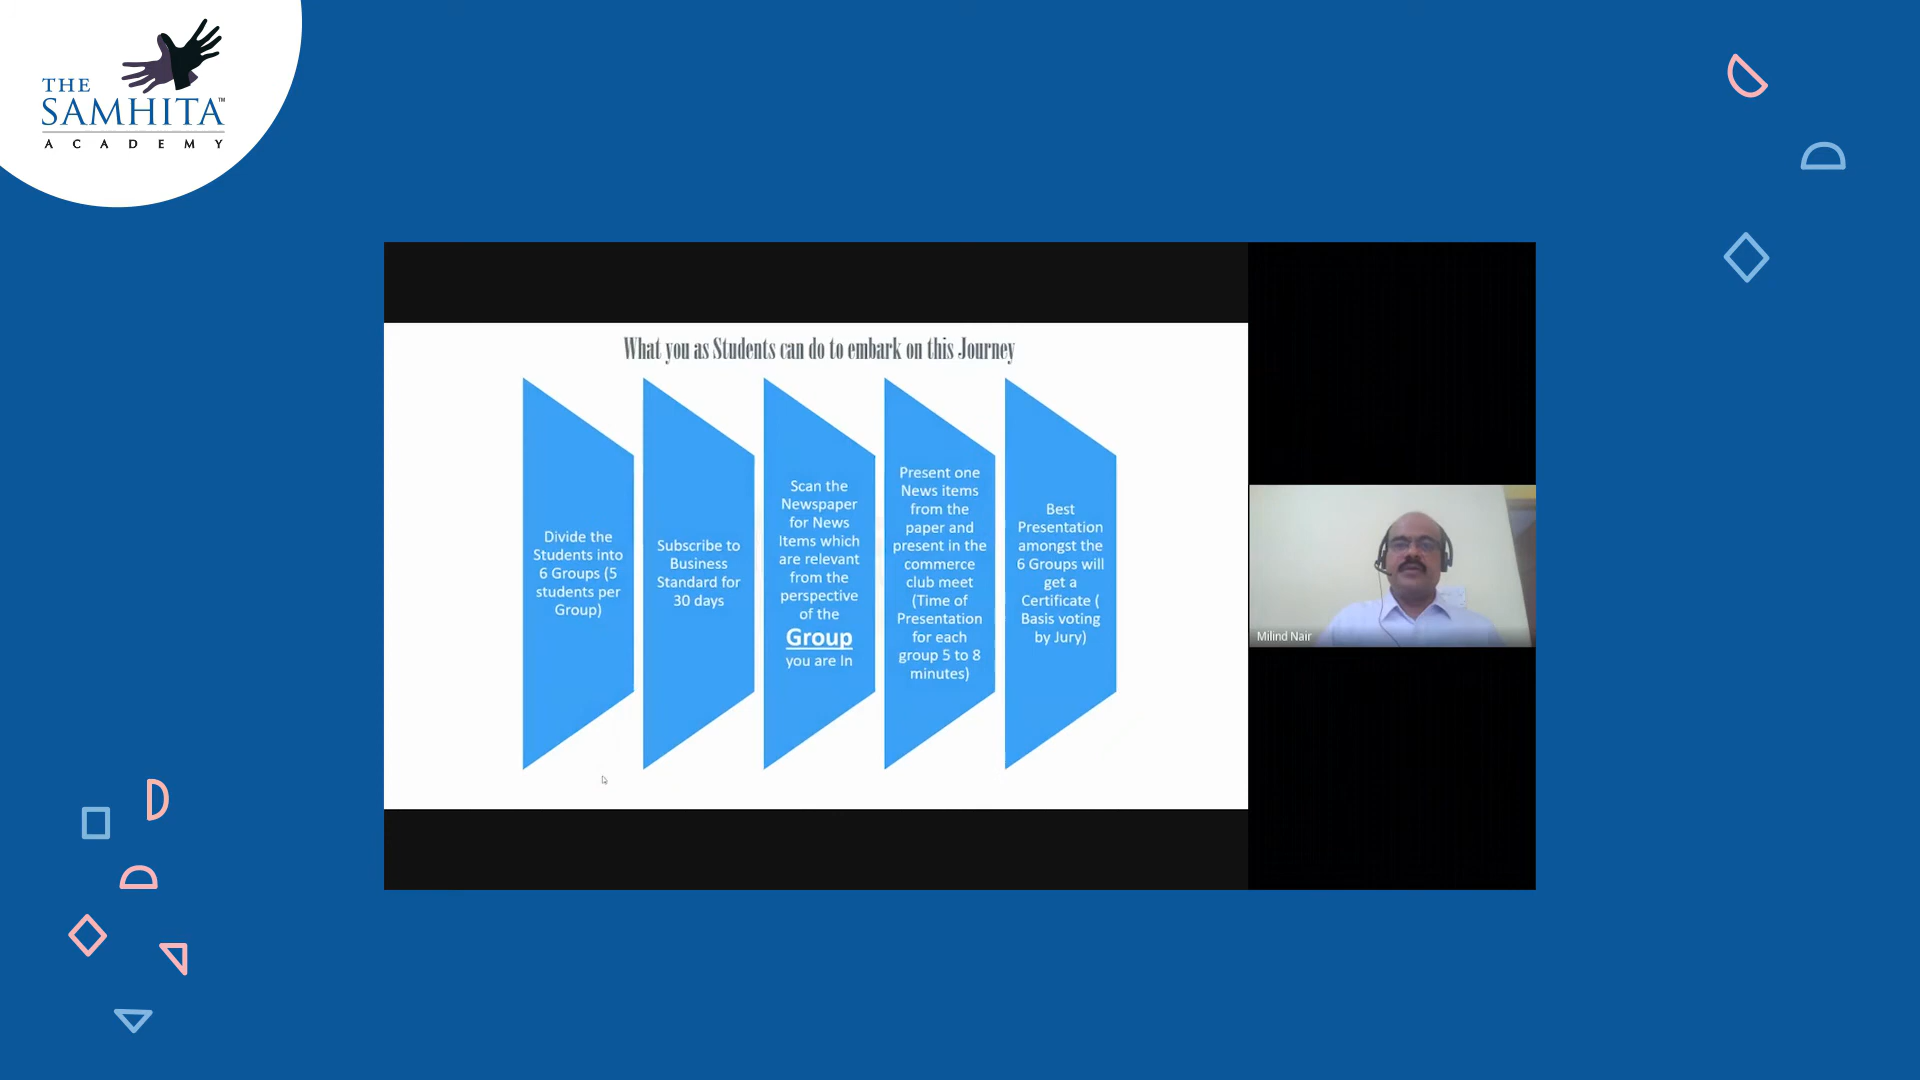 THE
SAMHITA™
ACADEMY
What you as Students can do to embark on this Journey
Divide the
Students into
6 Groups (5
students per
Group)
Subscribe to
Business
Standard for
30 days
Scan the
Newspaper
for News
Items which
are relevant
from the
perspective
of the
Group
you are In
Present one
News items
from the
paper and
present in the
commerce
club meet
(Time of
Presentation
for each
group 5 to 8
minutes)
Best
Presentation
amongst the
6 Groups will
get a
Certificate (
Basis voting
by Jury)
Milind Nair